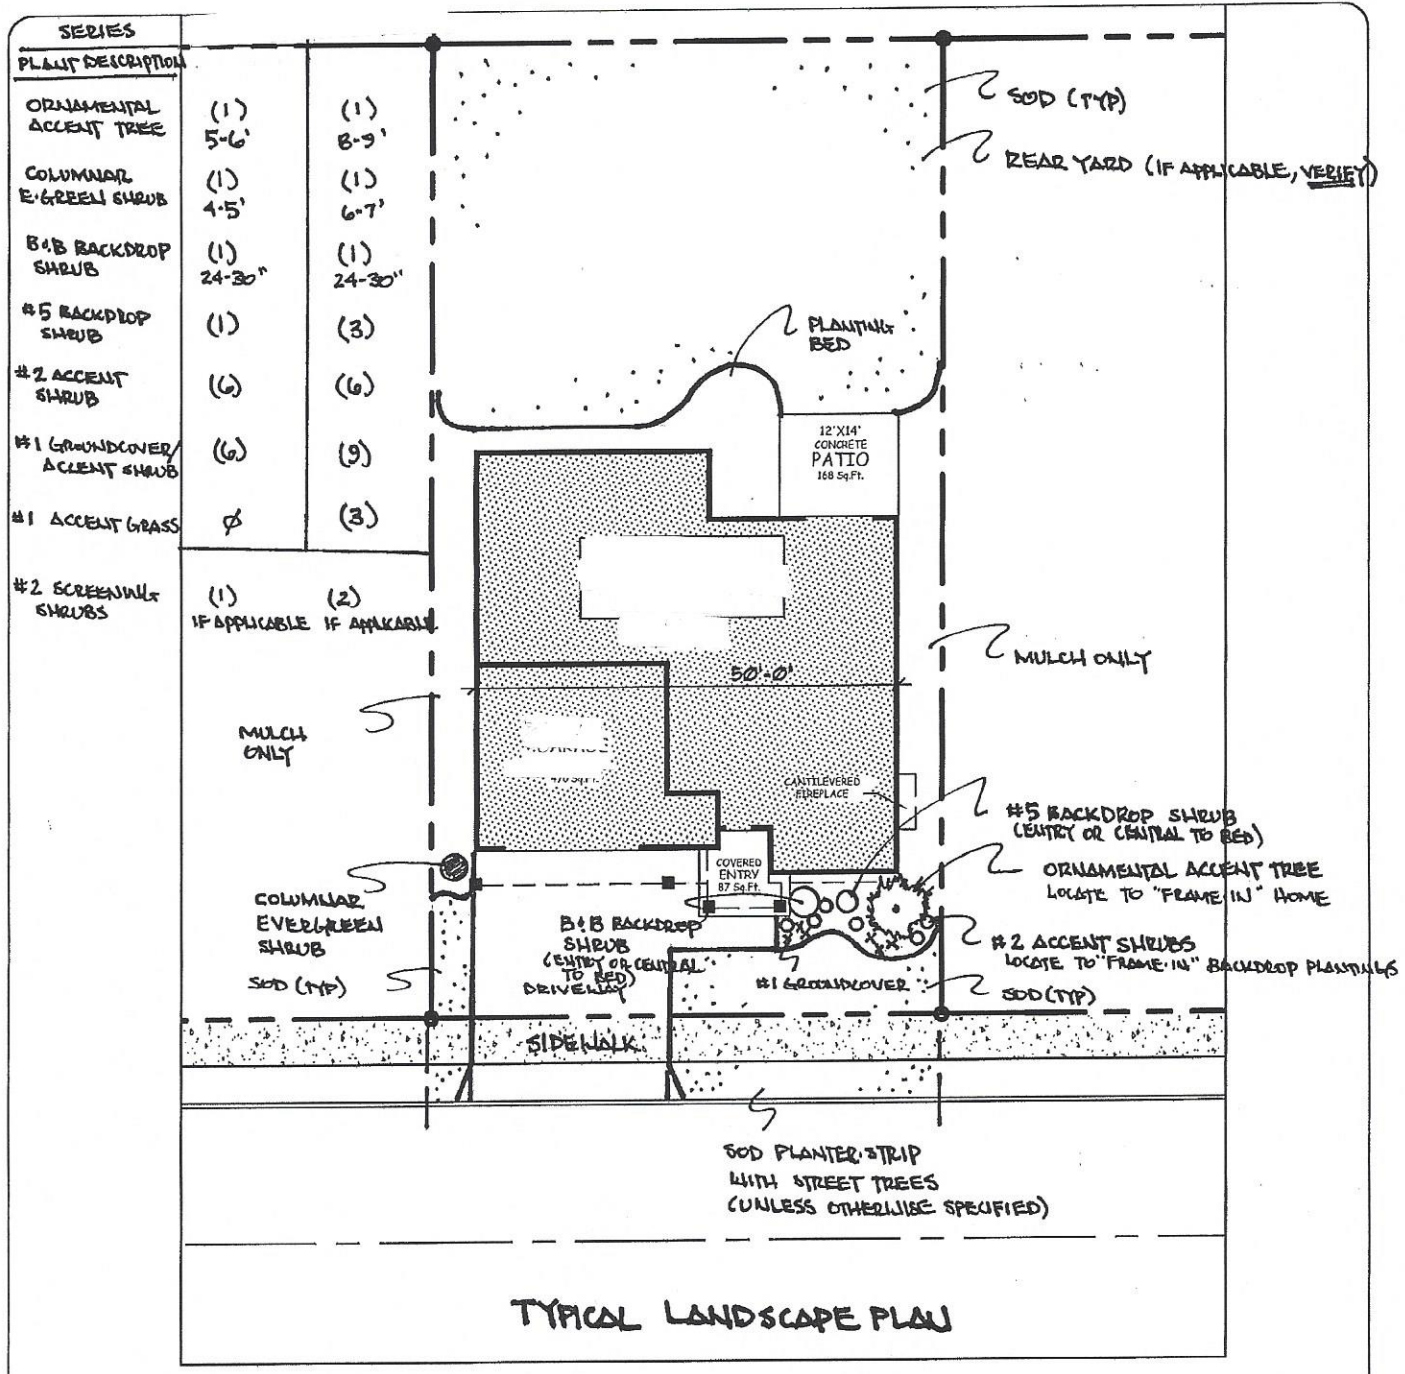 SERIES
PLANT DESCRIPTION
ORNAMENTAL
ACCENT TREE
(1)
5-6'
(1)
8-9'
COLUMNAR
E·GREEN SHRUB
(1)
4-5'
(1)
6-7'
B&B BACKDROP
SHRUB
(1)
24-30"
(1)
24-30"
#5 BACKDROP
SHRUB
(1)
(3)
#2 ACCENT
SHRUB
(6)
(6)
#1 GROUNDCOVER/
ACCENT SHRUB
(6)
(9)
#1 ACCENT GRASS
Ø
(3)
#2 SCREENING
SHRUBS
(1)
IF APPLICABLE
(2)
IF APPLICABLE
SOD (TYP)
REAR YARD (IF APPLICABLE, VERIFY)
PLANTING
BED
12'X14'
CONCRETE
PATIO
168 Sq.Ft.
50'-0"
MULCH ONLY
MULCH
ONLY
CANTILEVERED
FIREPLACE
#5 BACKDROP SHRUB
(ENTRY OR CENTRAL TO BED)
ORNAMENTAL ACCENT TREE
LOCATE TO "FRAME·IN" HOME
COVERED
ENTRY
87 Sq.Ft.
COLUMNAR
EVERGREEN
SHRUB
B&B BACKDROP
SHRUB
(ENTRY OR CENTRAL
TO BED)
DRIVEWAY
#2 ACCENT SHRUBS
LOCATE TO "FRAME·IN" BACKDROP PLANTINGS
SOD (TYP)
#1 GROUNDCOVER
SOD (TYP)
SIDEWALK
SOD PLANTER·STRIP
WITH STREET TREES
(UNLESS OTHERWISE SPECIFIED)
TYPICAL LANDSCAPE PLAN